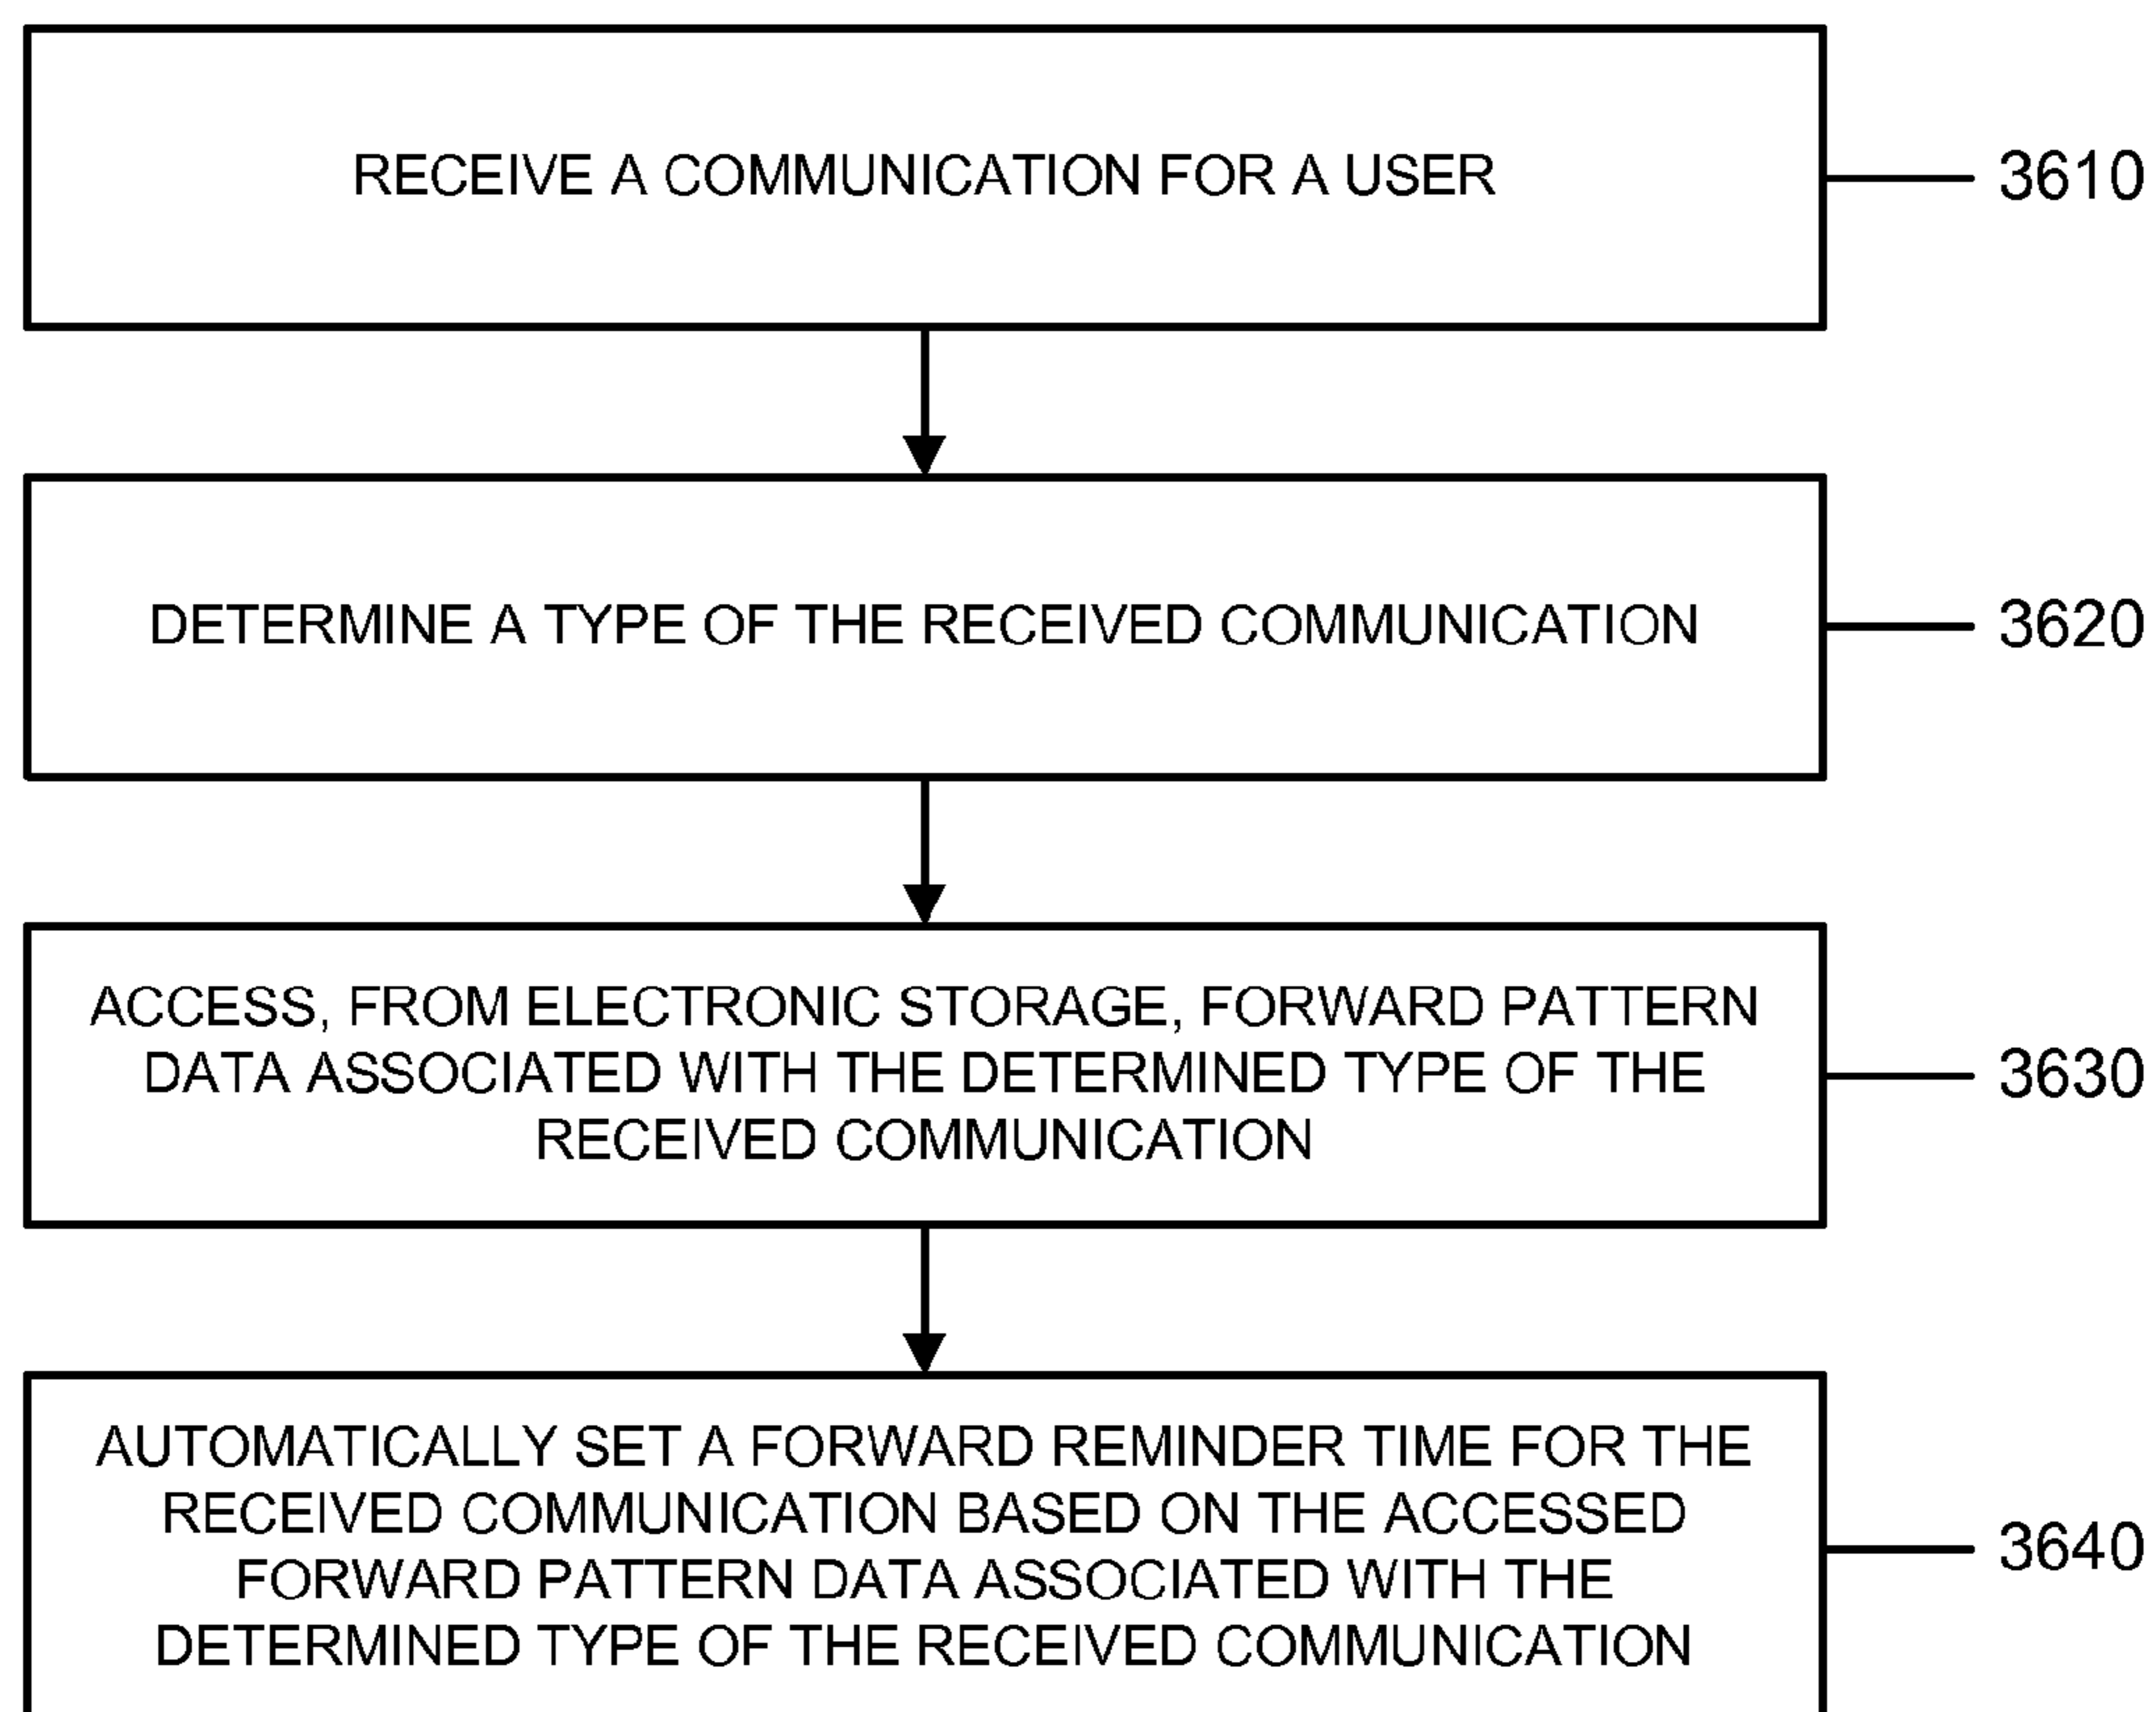 RECEIVE A COMMUNICATION FOR A USER
3610
DETERMINE A TYPE OF THE RECEIVED COMMUNICATION
3620
ACCESS, FROM ELECTRONIC STORAGE, FORWARD PATTERN
DATA ASSOCIATED WITH THE DETERMINED TYPE OF THE
RECEIVED COMMUNICATION
3630
AUTOMATICALLY SET A FORWARD REMINDER TIME FOR THE
RECEIVED COMMUNICATION BASED ON THE ACCESSED
FORWARD PATTERN DATA ASSOCIATED WITH THE
DETERMINED TYPE OF THE RECEIVED COMMUNICATION
3640